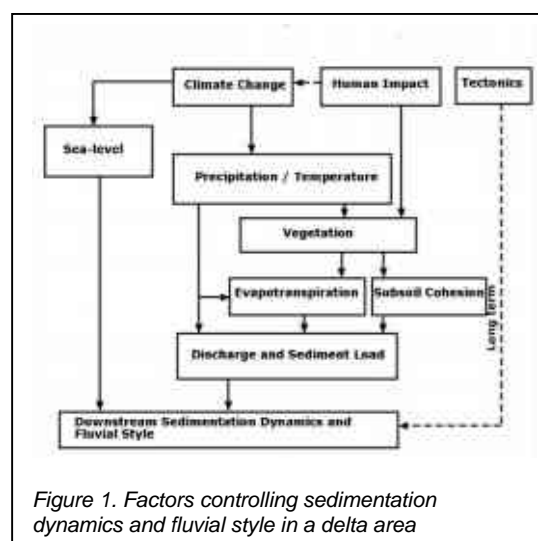 Climate Change
Human Impact
Tectonics
Sea-level
Precipitation / Temperature
Vegetation
Evapotranspiration
Subsoil Cohesion
Long term
Discharge and Sediment Load
Downstream Sedimentation Dynamics and
Fluvial Style
Figure 1. Factors controlling sedimentation
dynamics and fluvial style in a delta area